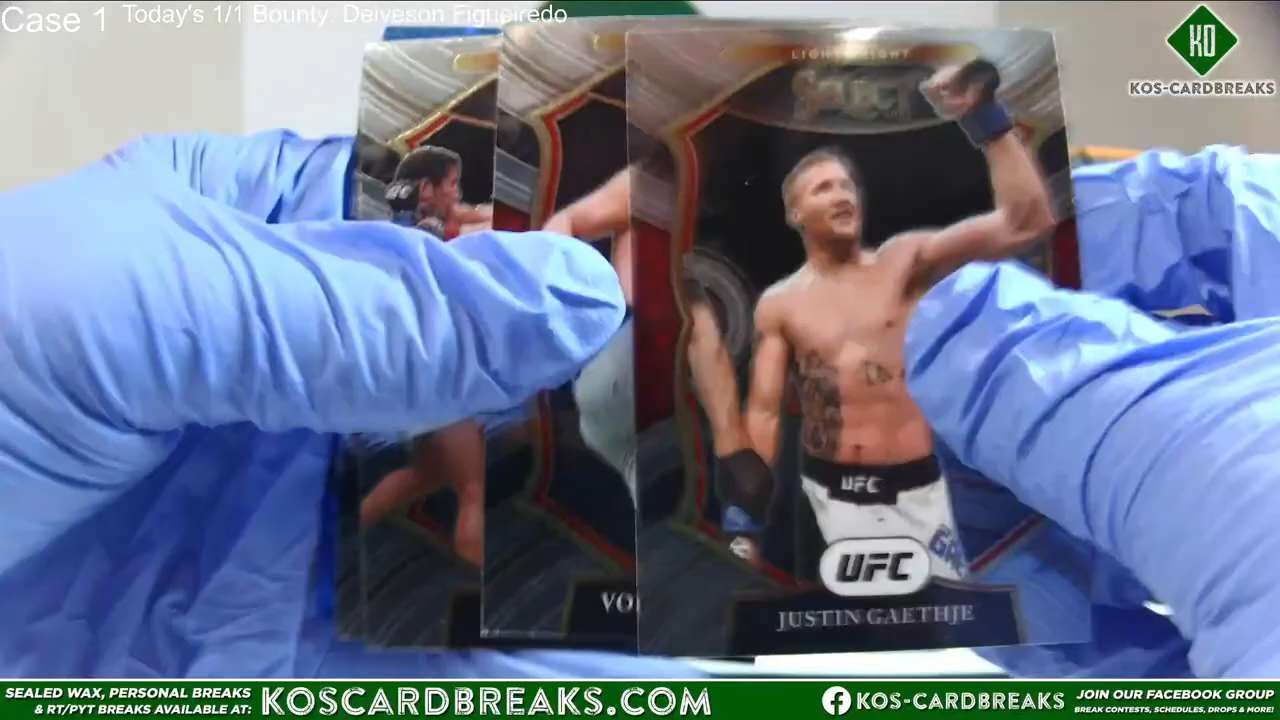 Case 1
Today's 1/1 Bounty: Deiveson Figueiredo
KO
KOS-CARDBREAKS
LIGHTWEIGHT
SELECT
UFC
UFC
UFC
JUSTIN GAETHJE
VO
SEALED WAX, PERSONAL BREAKS
& RT/PYT BREAKS AVAILABLE AT:
KOSCARDBREAKS.COM
KOS-CARDBREAKS
JOIN OUR FACEBOOK GROUP
BREAK CONTESTS, SCHEDULES, DROPS & MORE!